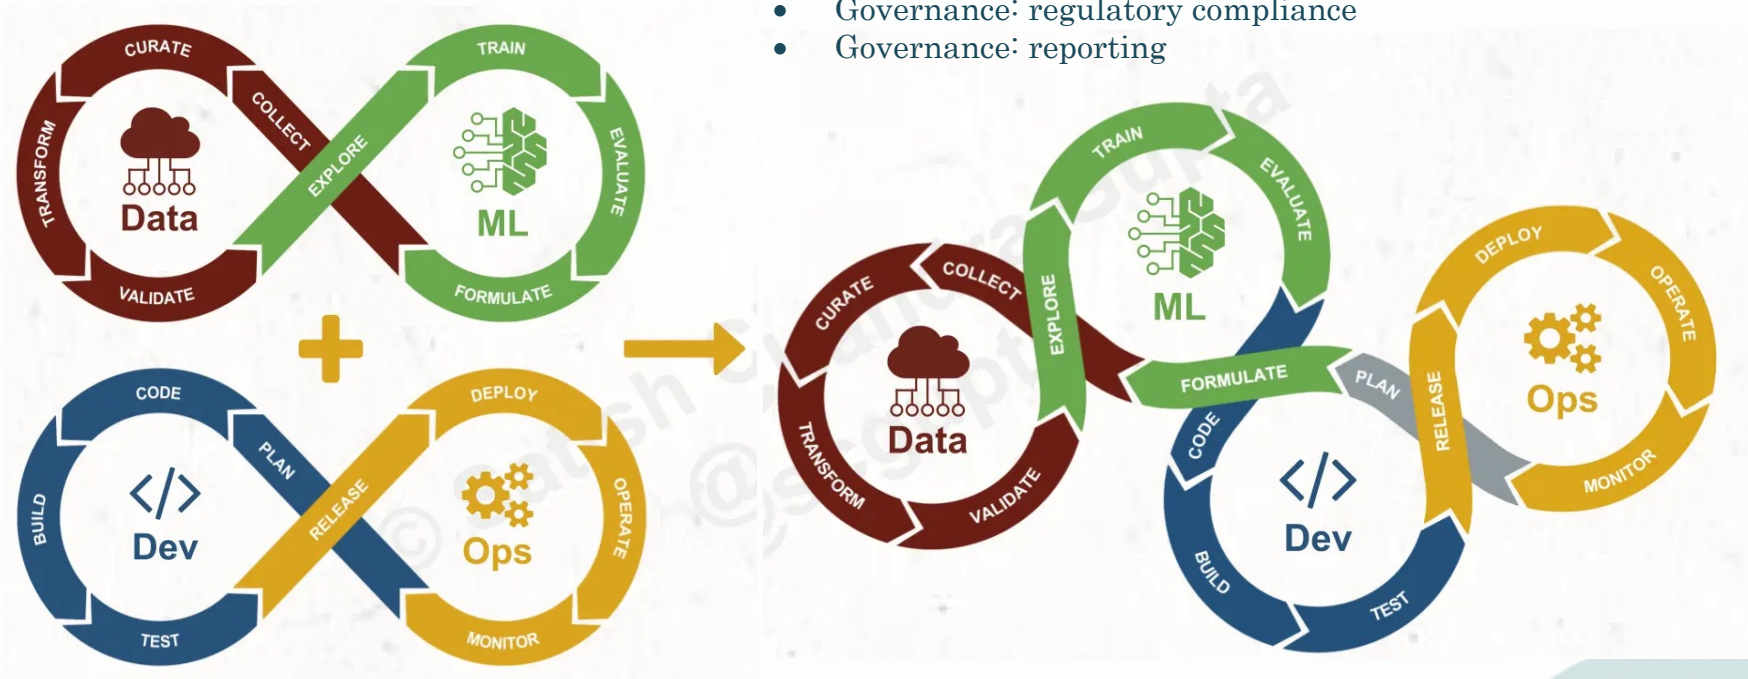 • Governance: regulatory compliance
• Governance: reporting
CURATE
COLLECT
TRANSFORM
VALIDATE
Data
EXPLORE
TRAIN
EVALUATE
FORMULATE
ML
CODE
PLAN
BUILD
TEST
Dev
RELEASE
DEPLOY
OPERATE
MONITOR
Ops
CURATE
COLLECT
TRANSFORM
VALIDATE
Data
EXPLORE
TRAIN
EVALUATE
ML
FORMULATE
PLAN
CODE
BUILD
TEST
Dev
RELEASE
DEPLOY
OPERATE
MONITOR
Ops